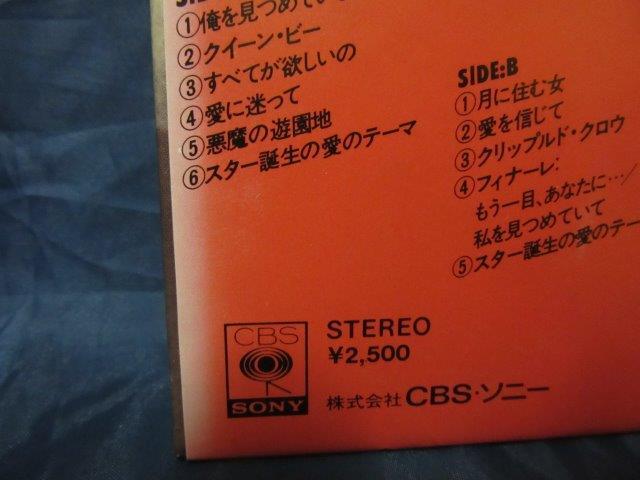 ①俺を見つめてい
②クイーン・ビー
③すべてが欲しいの
④愛に迷って
⑤悪魔の遊園地
⑥スター誕生の愛のテーマ
SIDE:B
①月に住む女
②愛を信じて
③クリップルド・クロウ
④フィナーレ:
もう一目、あなたに…/
私を見つめていて
⑤スター誕生の愛のテー
CBS
SONY
STEREO
¥2,500
株式会社 CBS・ソニー